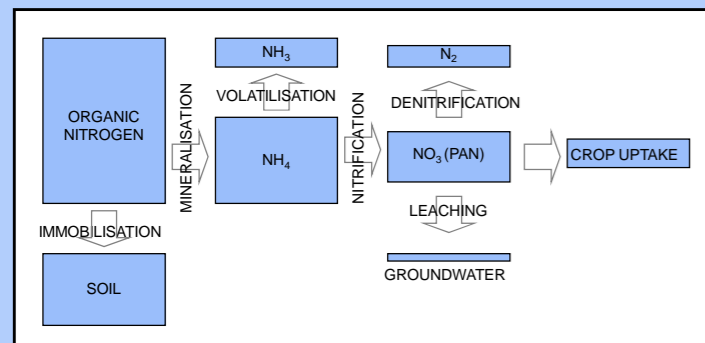 ORGANIC
NITROGEN
MINERALISATION
IMMOBILISATION
SOIL
NH₃
VOLATILISATION
NH₄
NITRIFICATION
N₂
DENITRIFICATION
NO₃ (PAN)
LEACHING
GROUNDWATER
CROP UPTAKE